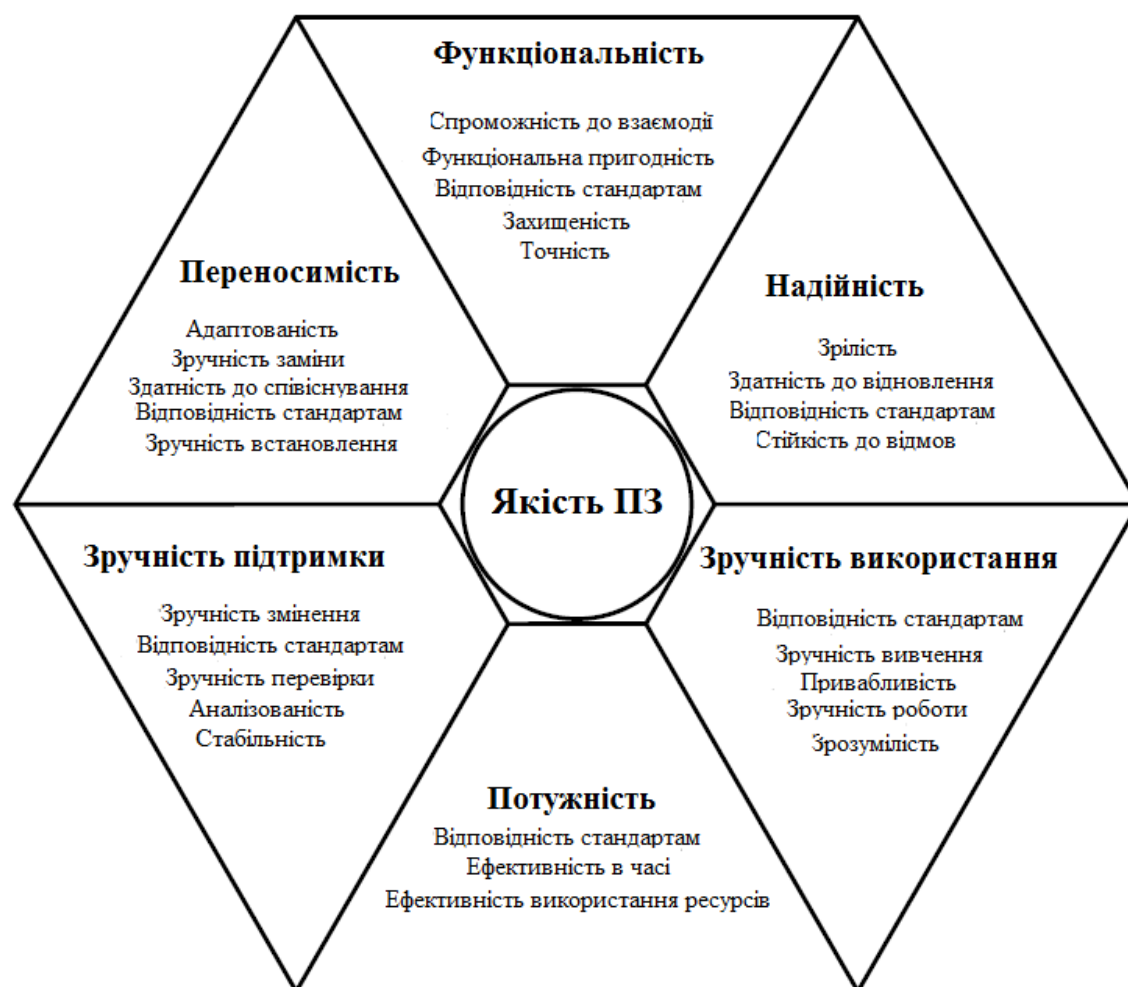 Функціональність
Спроможність до взаємодії
Функціональна пригодність
Відповідність стандартам
Захищеність
Точність
Переносимість
Адаптованість
Зручність заміни
Здатність до співіснування
Відповідність стандартам
Зручність встановлення
Надійність
Зрілість
Здатність до відновлення
Відповідність стандартам
Стійкість до відмов
Якість ПЗ
Зручність підтримки
Зручність змінення
Відповідність стандартам
Зручність перевірки
Аналізованість
Стабільність
Зручність використання
Відповідність стандартам
Зручність вивчення
Привабливість
Зручність роботи
Зрозумілість
Потужність
Відповідність стандартам
Ефективність в часі
Ефективність використання ресурсів